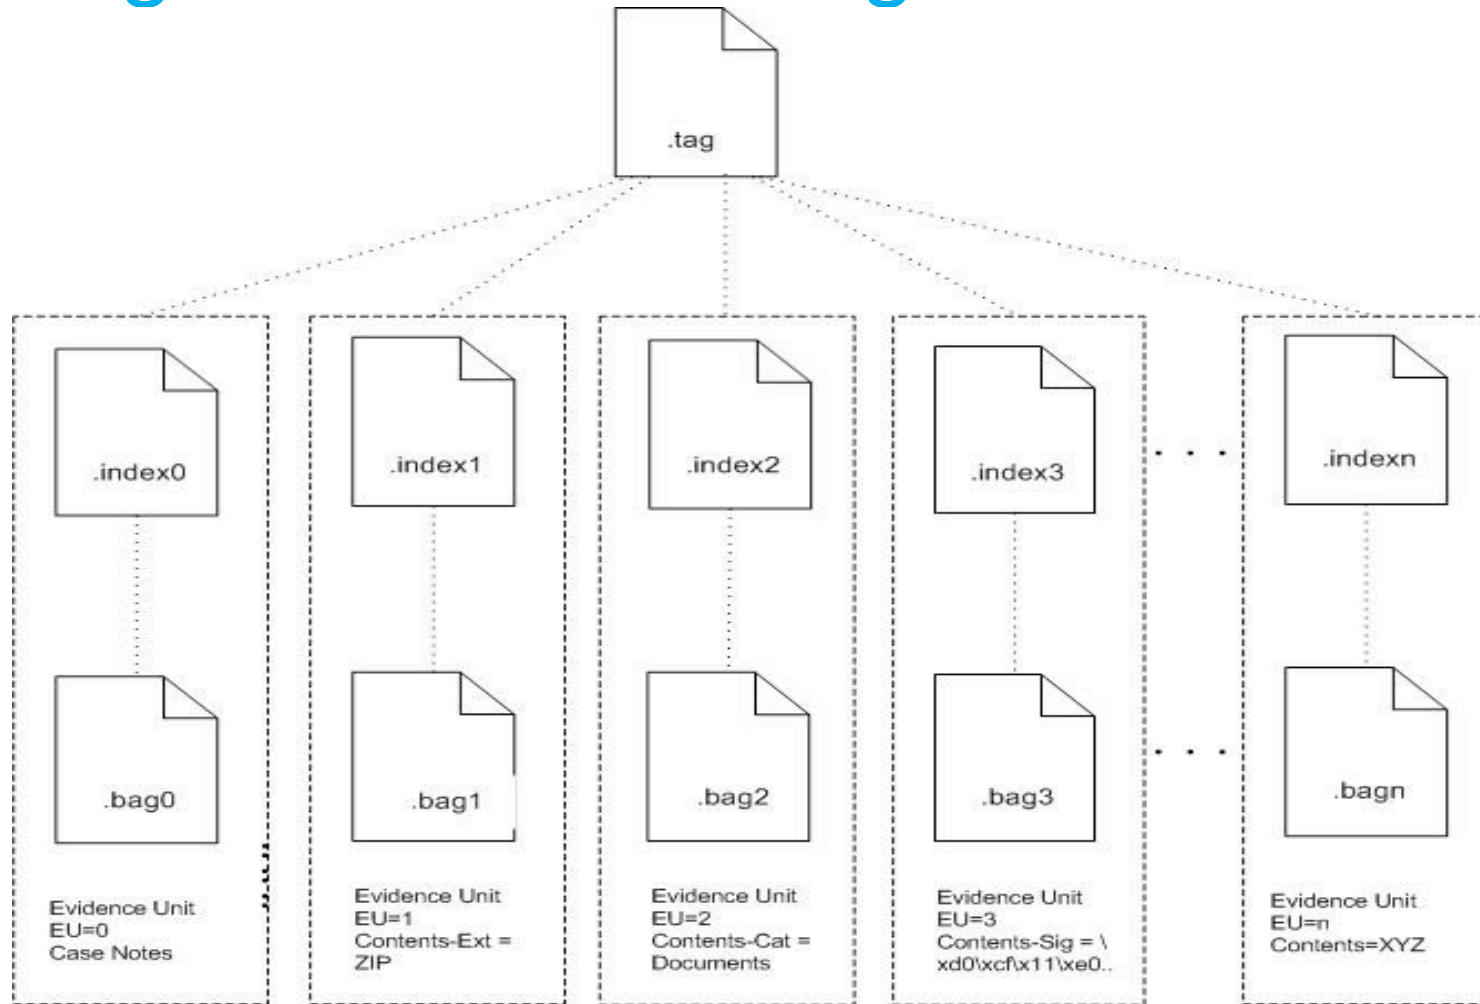 .tag
.index0
.index1
.index2
.index3
.indexn
.bag0
.bag1
.bag2
.bag3
.bagn
Evidence Unit
EU=0
Case Notes
Evidence Unit
EU=1
Contents-Ext =
ZIP
Evidence Unit
EU=2
Contents-Cat =
Documents
Evidence Unit
EU=3
Contents-Sig = \
xd0\xcf\x11\xe0..
Evidence Unit
EU=n
Contents=XYZ